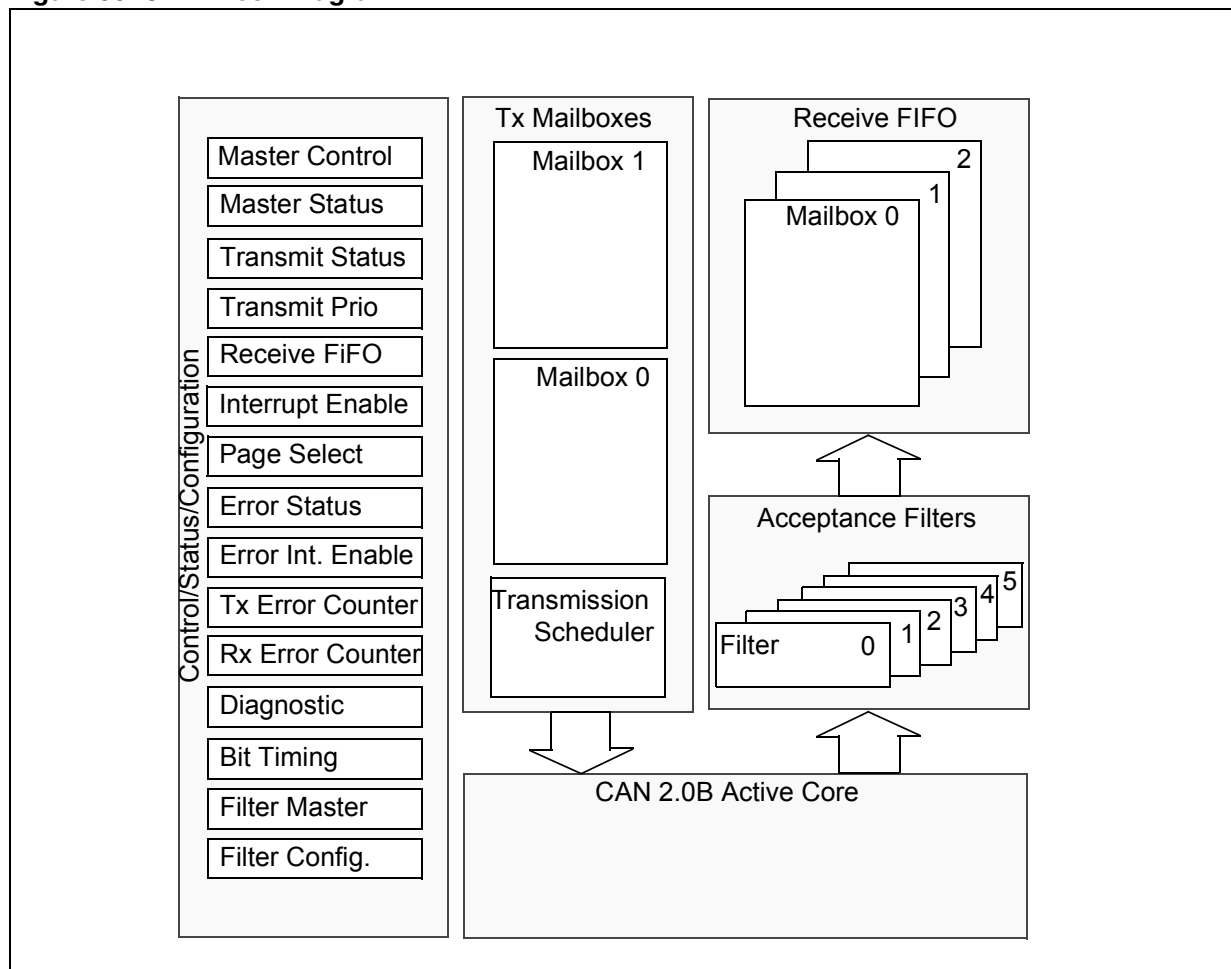 Control/Status/Configuration
Master Control
Master Status
Transmit Status
Transmit Prio
Receive FiFO
Interrupt Enable
Page Select
Error Status
Error Int. Enable
Tx Error Counter
Rx Error Counter
Diagnostic
Bit Timing
Filter Master
Filter Config.
Tx Mailboxes
Mailbox 1
Mailbox 0
Transmission
Scheduler
Receive FIFO
2
1
Mailbox 0
Acceptance Filters
5
4
3
2
1
Filter 0
CAN 2.0B Active Core